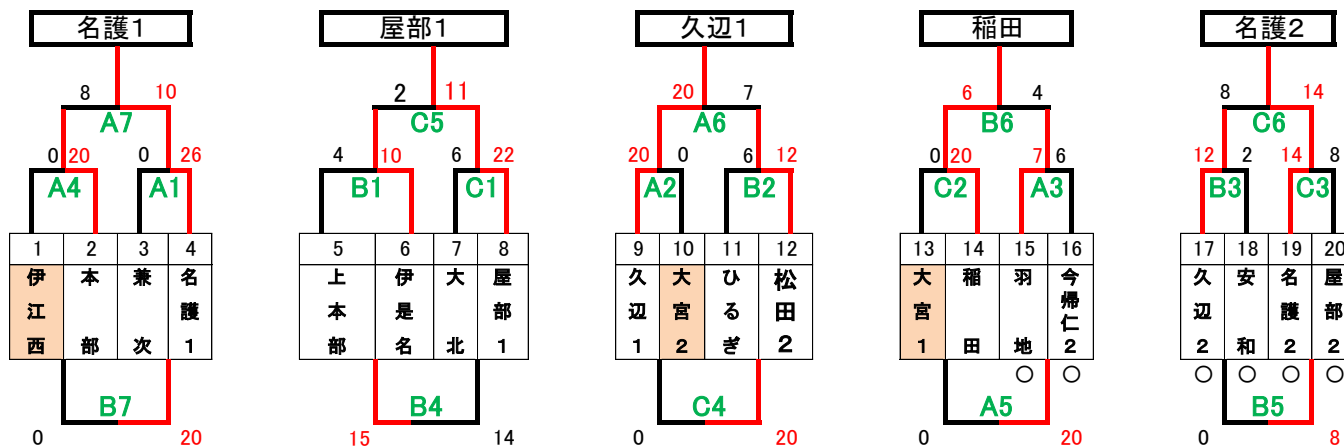 名護1 屋部1 久辺1 稲田 名護2
8 10 2 11 20 7 6 4 8 14
A7 C5 A6 B6 C6
0 20 0 26 4 10 6 22 20 0 6 12 0 20 7 6 12 2 14 8
A4 A1 B1 C1 A2 B2 C2 A3 B3 C3
1 2 3 4 5 6 7 8 9 10 11 12 13 14 15 16 17 18 19 20
伊江西 本部 兼次 名護1 上本部 伊是名 大北 屋部1 久辺1 大宮2 ひるぎ 松田2 大宮1 稲田 羽地 今帰仁2 久辺2 安和 名護2 屋部2
○ ○ ○ ○ ○ ○
B7 B4 C4 A5 B5
0 20 15 14 0 20 0 20 0 8